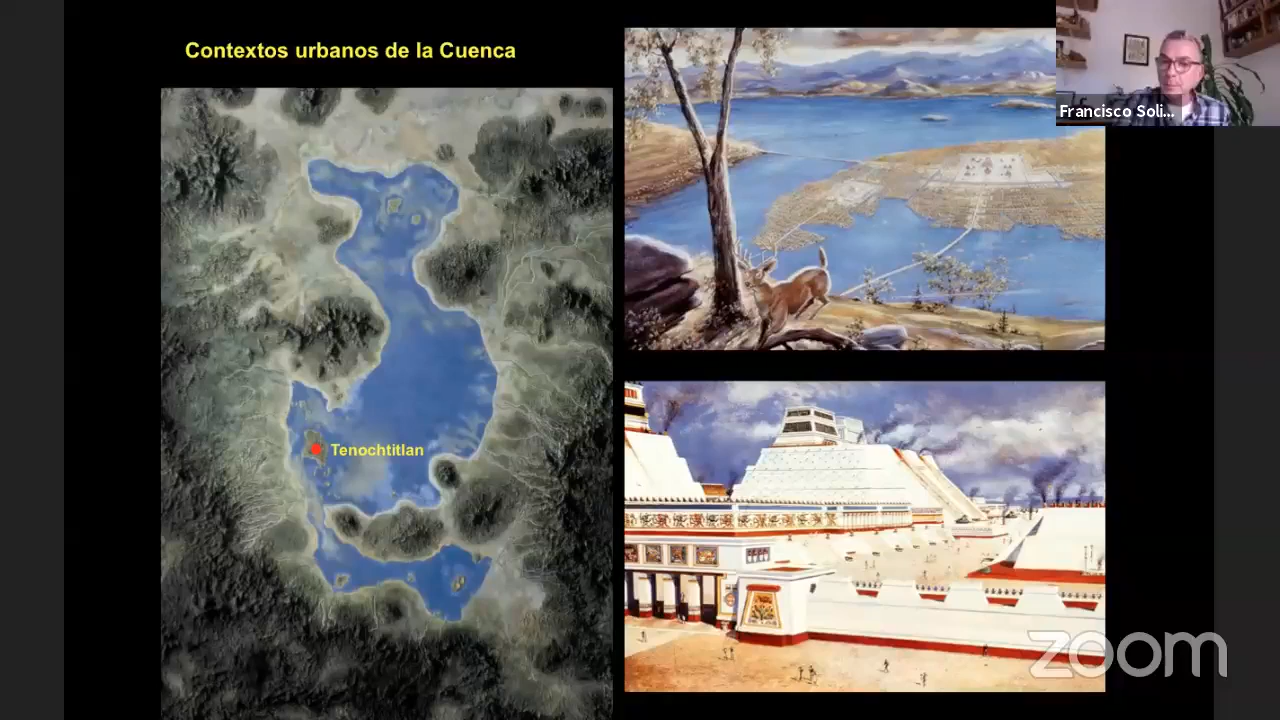 Contextos urbanos de la Cuenca
Francisco Soli...
Tenochtitlan
zoom